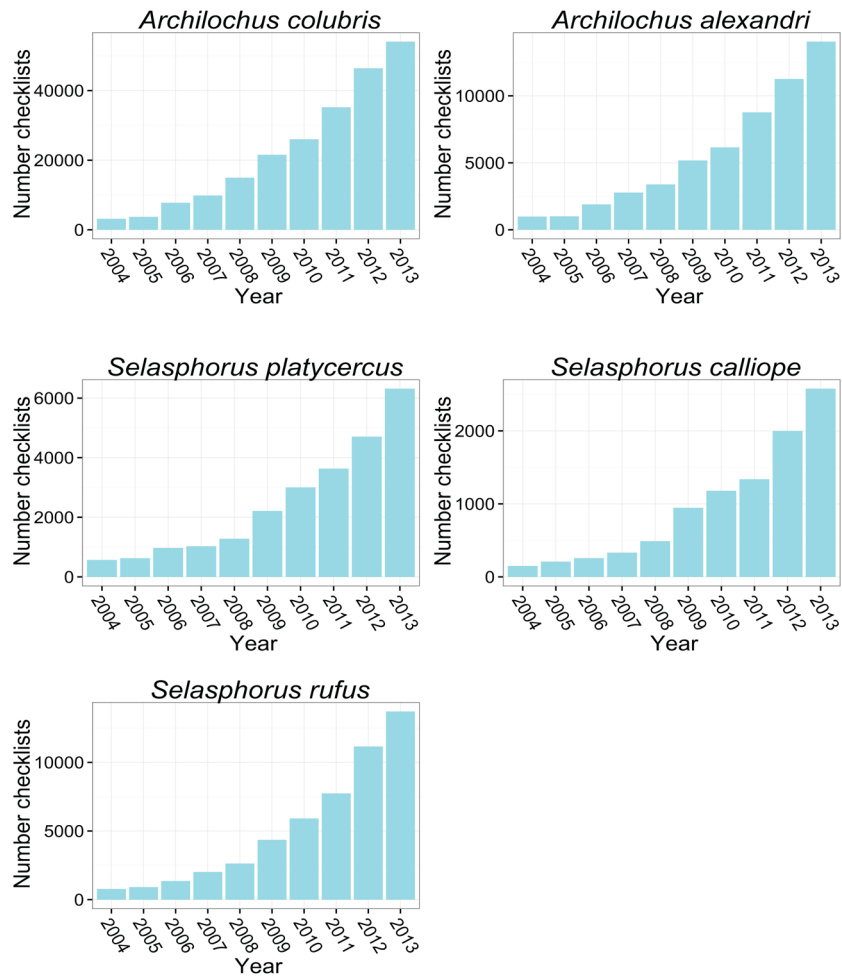 Archilochus colubris
Number checklists
40000
20000
0
2004 2005 2006 2007 2008 2009 2010 2011 2012 2013
Year
Archilochus alexandri
Number checklists
10000
5000
0
2004 2005 2006 2007 2008 2009 2010 2011 2012 2013
Year
Selasphorus platycercus
Number checklists
6000
4000
2000
0
2004 2005 2006 2007 2008 2009 2010 2011 2012 2013
Year
Selasphorus calliope
Number checklists
2000
1000
0
2004 2005 2006 2007 2008 2009 2010 2011 2012 2013
Year
Selasphorus rufus
Number checklists
10000
5000
0
2004 2005 2006 2007 2008 2009 2010 2011 2012 2013
Year